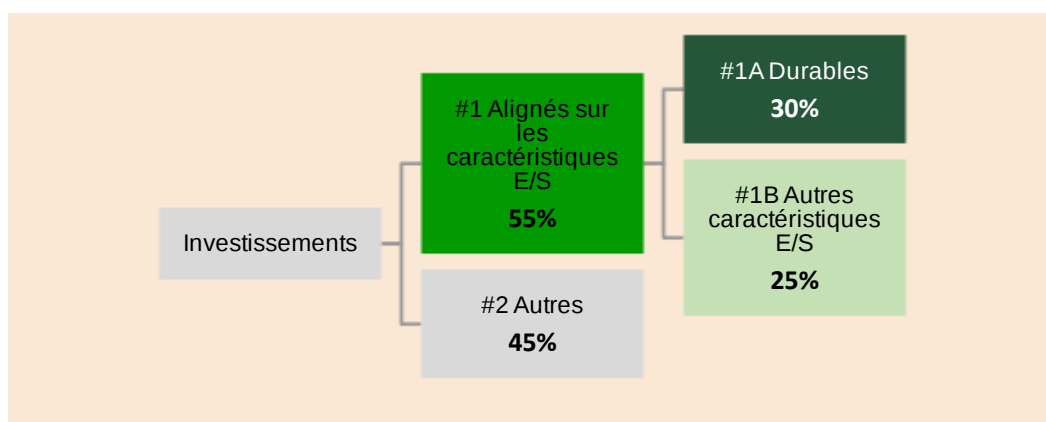 Investissements
#1 Alignés sur
les
caractéristiques
E/S
55%
#2 Autres
45%
#1A Durables
30%
#1B Autres
caractéristiques
E/S
25%